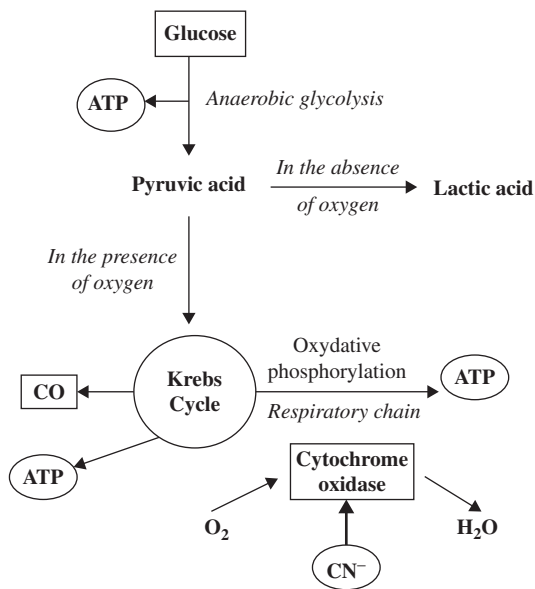 Glucose
ATP
Anaerobic glycolysis
Pyruvic acid
In the absence
of oxygen
Lactic acid
In the presence
of oxygen
CO
Krebs
Cycle
Oxydative
phosphorylation
Respiratory chain
ATP
ATP
Cytochrome
oxidase
O₂
H₂O
CN⁻